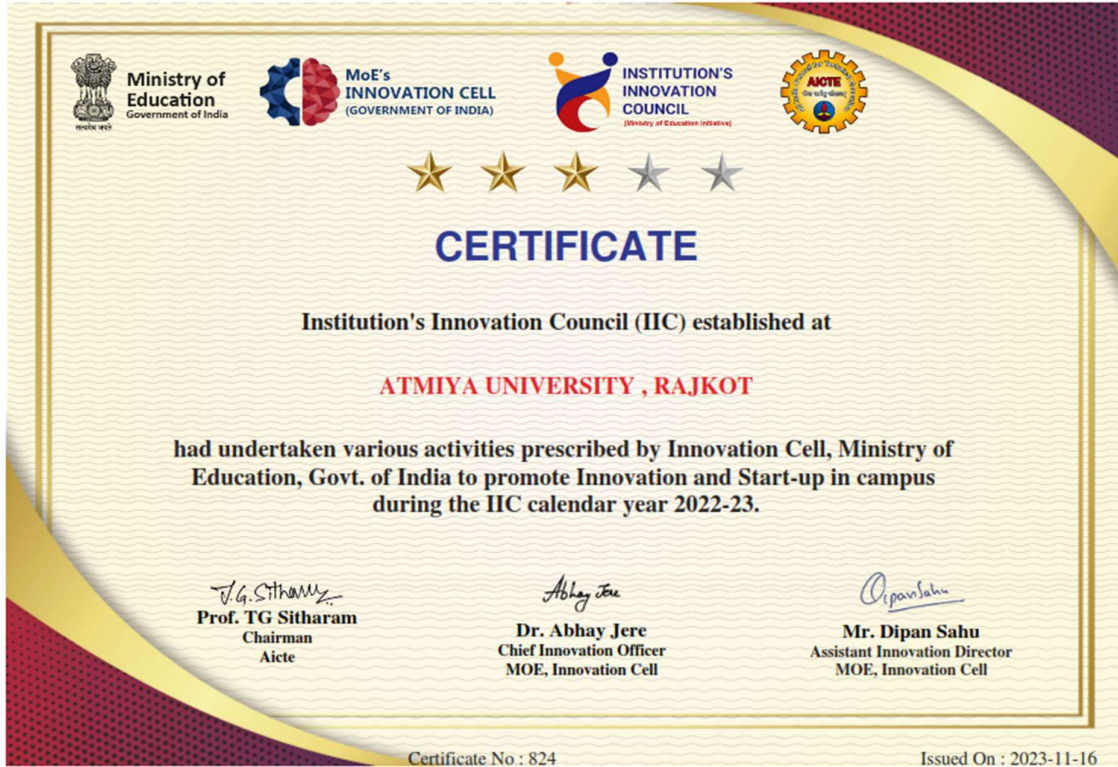 Ministry of
Education
Government of India
सत्यमेव जयते
MoE's
INNOVATION CELL
(GOVERNMENT OF INDIA)
INSTITUTION'S
INNOVATION
COUNCIL
(Ministry of Education Initiative)
AICTE
CERTIFICATE
Institution's Innovation Council (IIC) established at
ATMIYA UNIVERSITY , RAJKOT
had undertaken various activities prescribed by Innovation Cell, Ministry of
Education, Govt. of India to promote Innovation and Start-up in campus
during the IIC calendar year 2022-23.
T.G. Sitharam
Prof. TG Sitharam
Chairman
Aicte
Abhay Jere
Dr. Abhay Jere
Chief Innovation Officer
MOE, Innovation Cell
Dipan Sahu
Mr. Dipan Sahu
Assistant Innovation Director
MOE, Innovation Cell
Certificate No : 824
Issued On : 2023-11-16